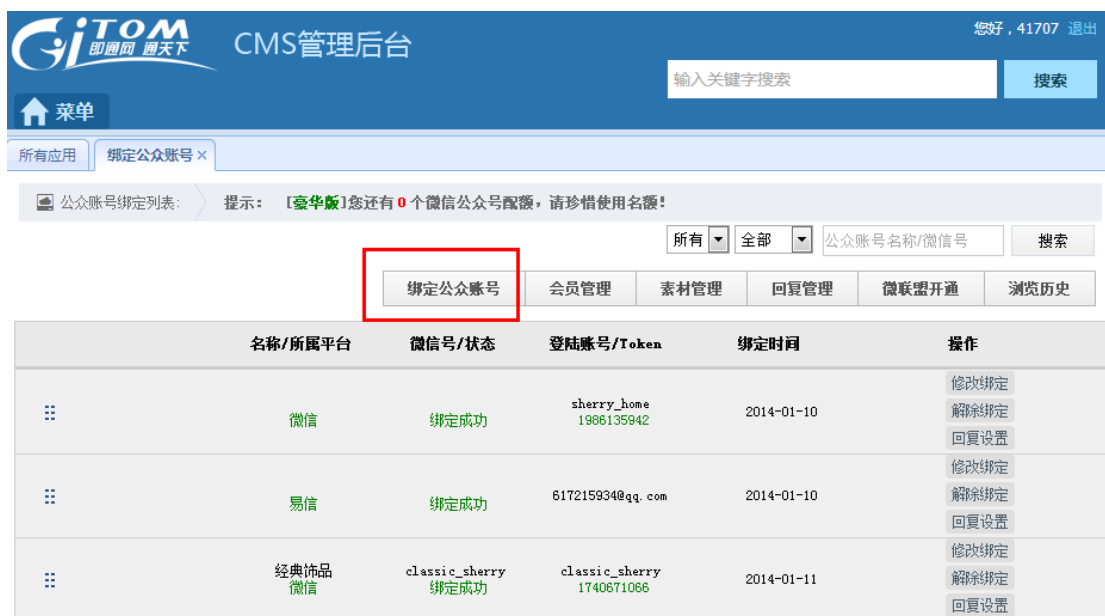 GiTOM
即通网 通天下
CMS管理后台
您好，41707 退出
输入关键字搜索 搜索
菜单
所有应用 绑定公众账号 ×
公众账号绑定列表: 提示: [豪华版]您还有 0 个微信公众号配额，请珍惜使用名额!
所有 全部 公众账号名称/微信号 搜索
绑定公众账号 会员管理 素材管理 回复管理 微联盟开通 浏览历史
名称/所属平台 微信号/状态 登陆账号/Token 绑定时间 操作
微信 绑定成功 sherry_home 2014-01-10 修改绑定
1986135942 解除绑定
回复设置
易信 绑定成功 617215934@qq.com 2014-01-10 修改绑定
解除绑定
回复设置
经典饰品 classic_sherry classic_sherry 2014-01-11 修改绑定
微信 绑定成功 1740671066 解除绑定
回复设置